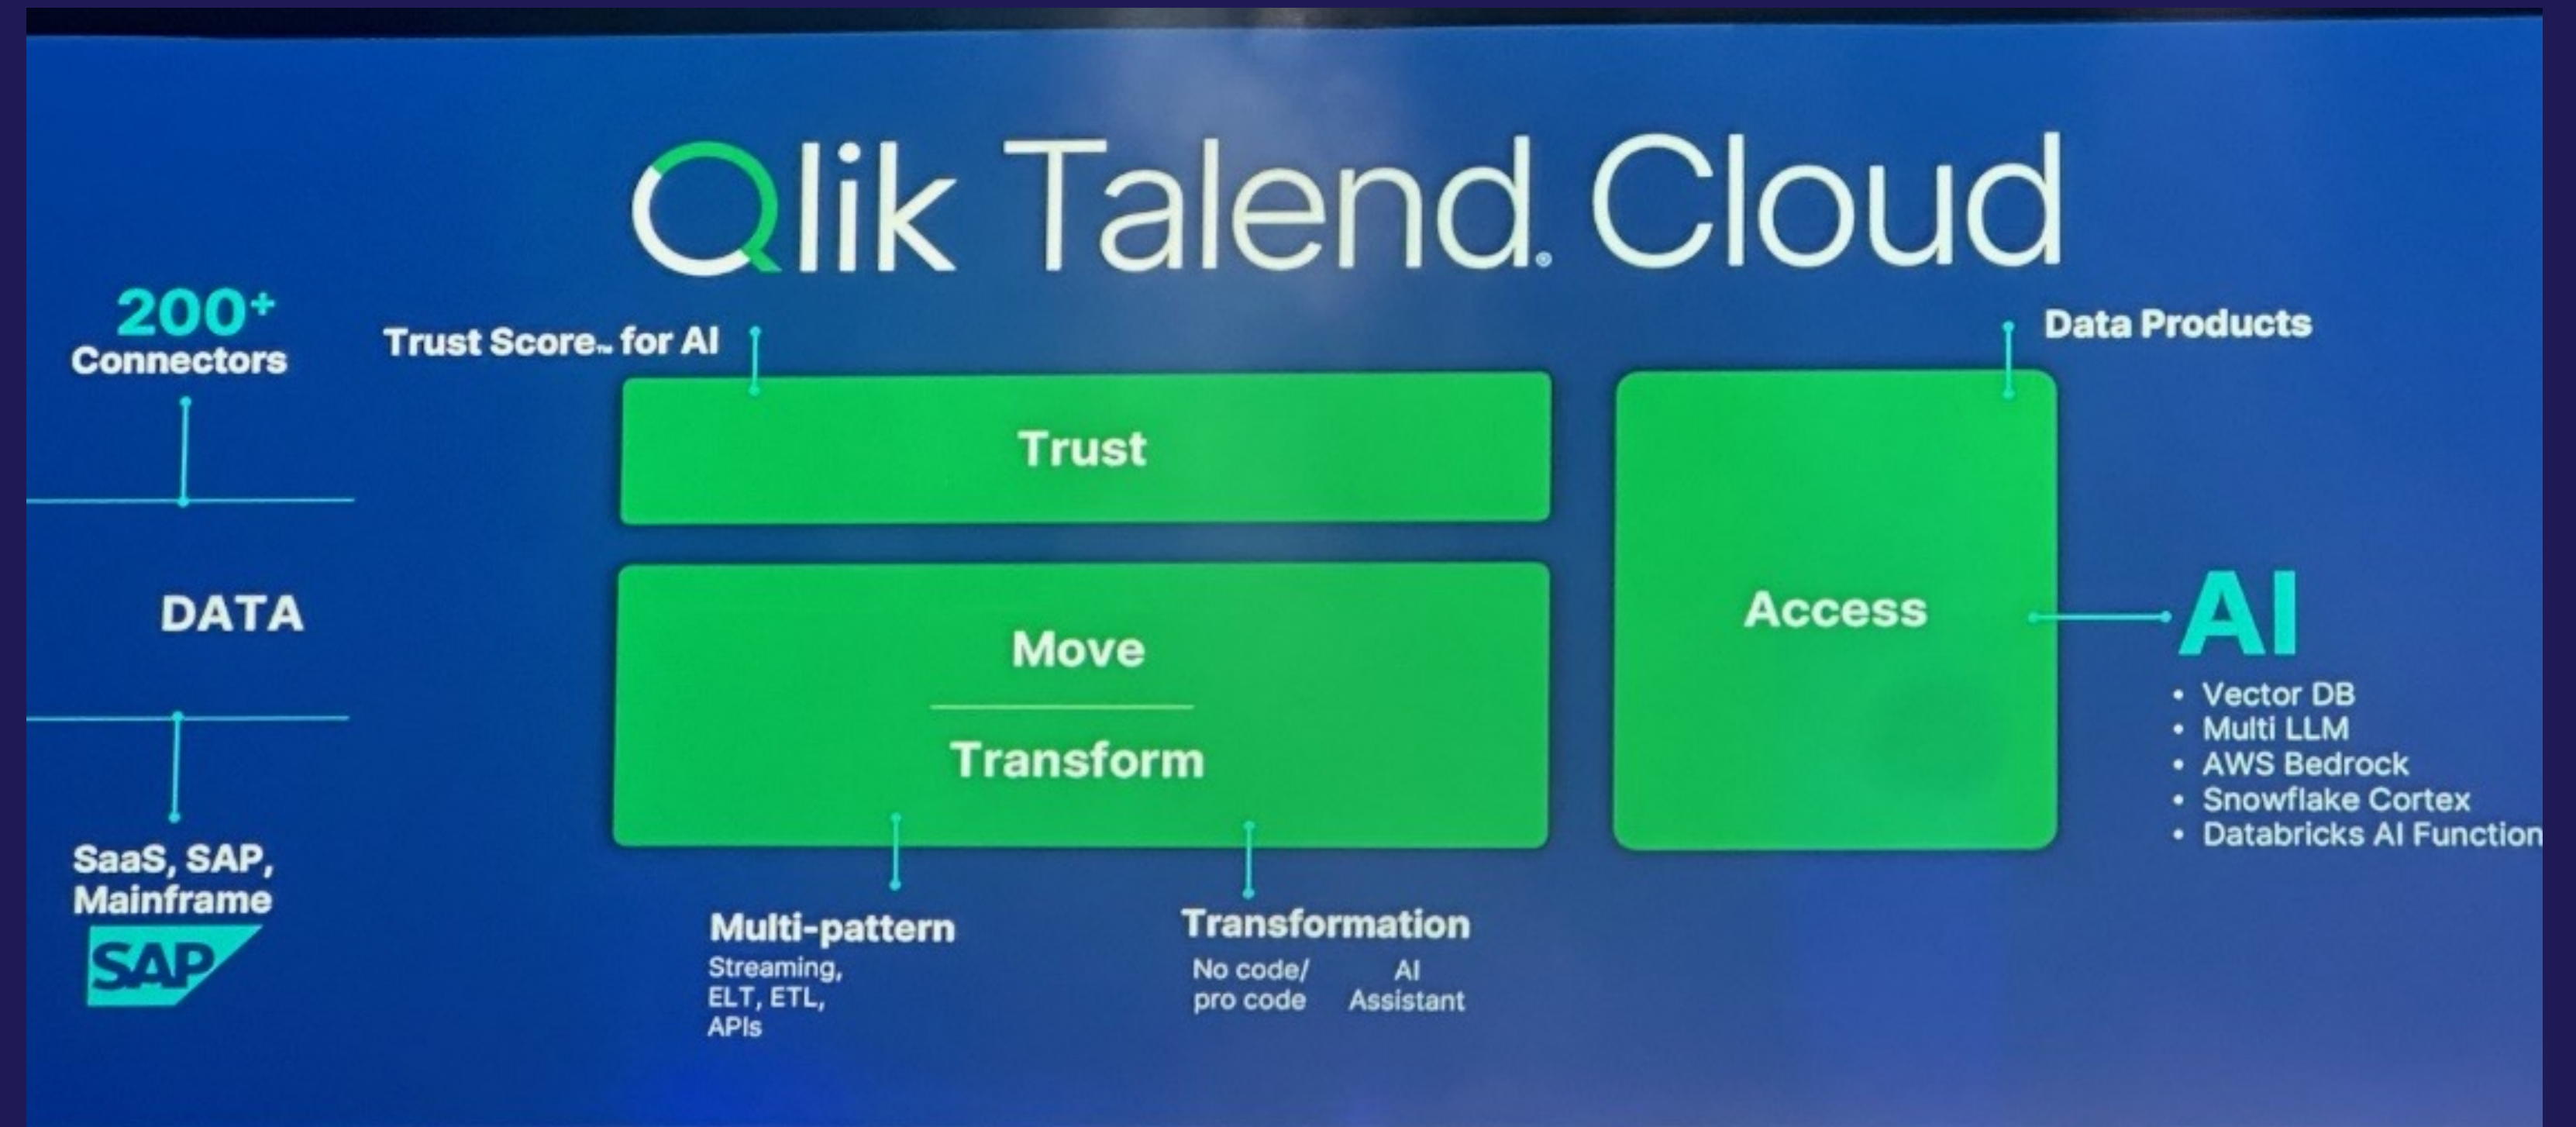 Qlik Talend® Cloud
200+
Connectors
DATA
SaaS, SAP,
Mainframe
SAP
Trust Score™ for AI
Trust
Move
Transform
Multi-pattern
Streaming,
ELT, ETL,
APIs
Transformation
No code/
pro code
AI
Assistant
Data Products
Access
AI
• Vector DB
• Multi LLM
• AWS Bedrock
• Snowflake Cortex
• Databricks AI Function